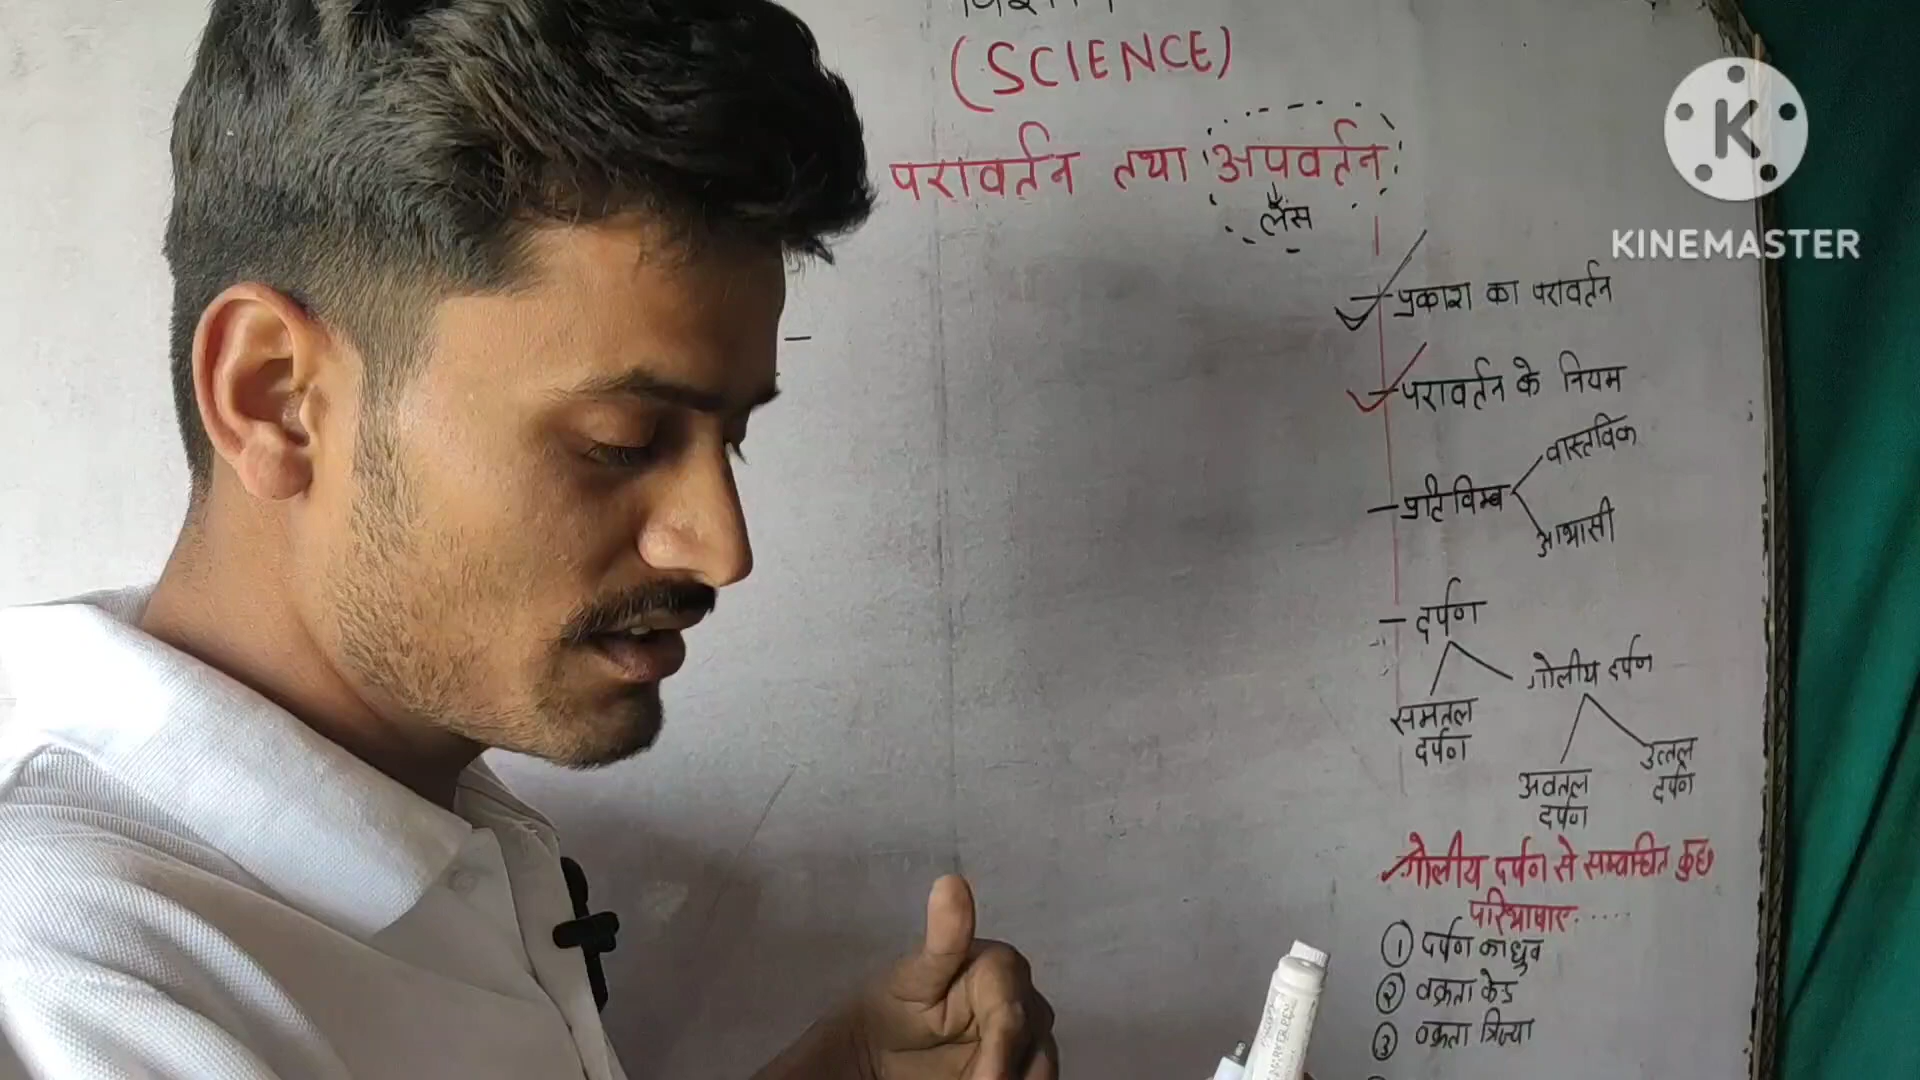 (SCIENCE)
परावर्तन तथा अपवर्तन
लेंस
K
KINEMASTER
प्रकाश का परावर्तन
परावर्तन के नियम
वास्तविक
प्रतिविम्ब
आभासी
दर्पण
गोलीय दर्पण
समतल
दर्पण
उत्तल
दर्पण
अवतल
दर्पण
गोलीय दर्पण से सम्बंधित कुछ
परिभाषाए.....
① दर्पण का ध्रुव
② वक्रता केंद्र
③ वक्रता त्रिज्या